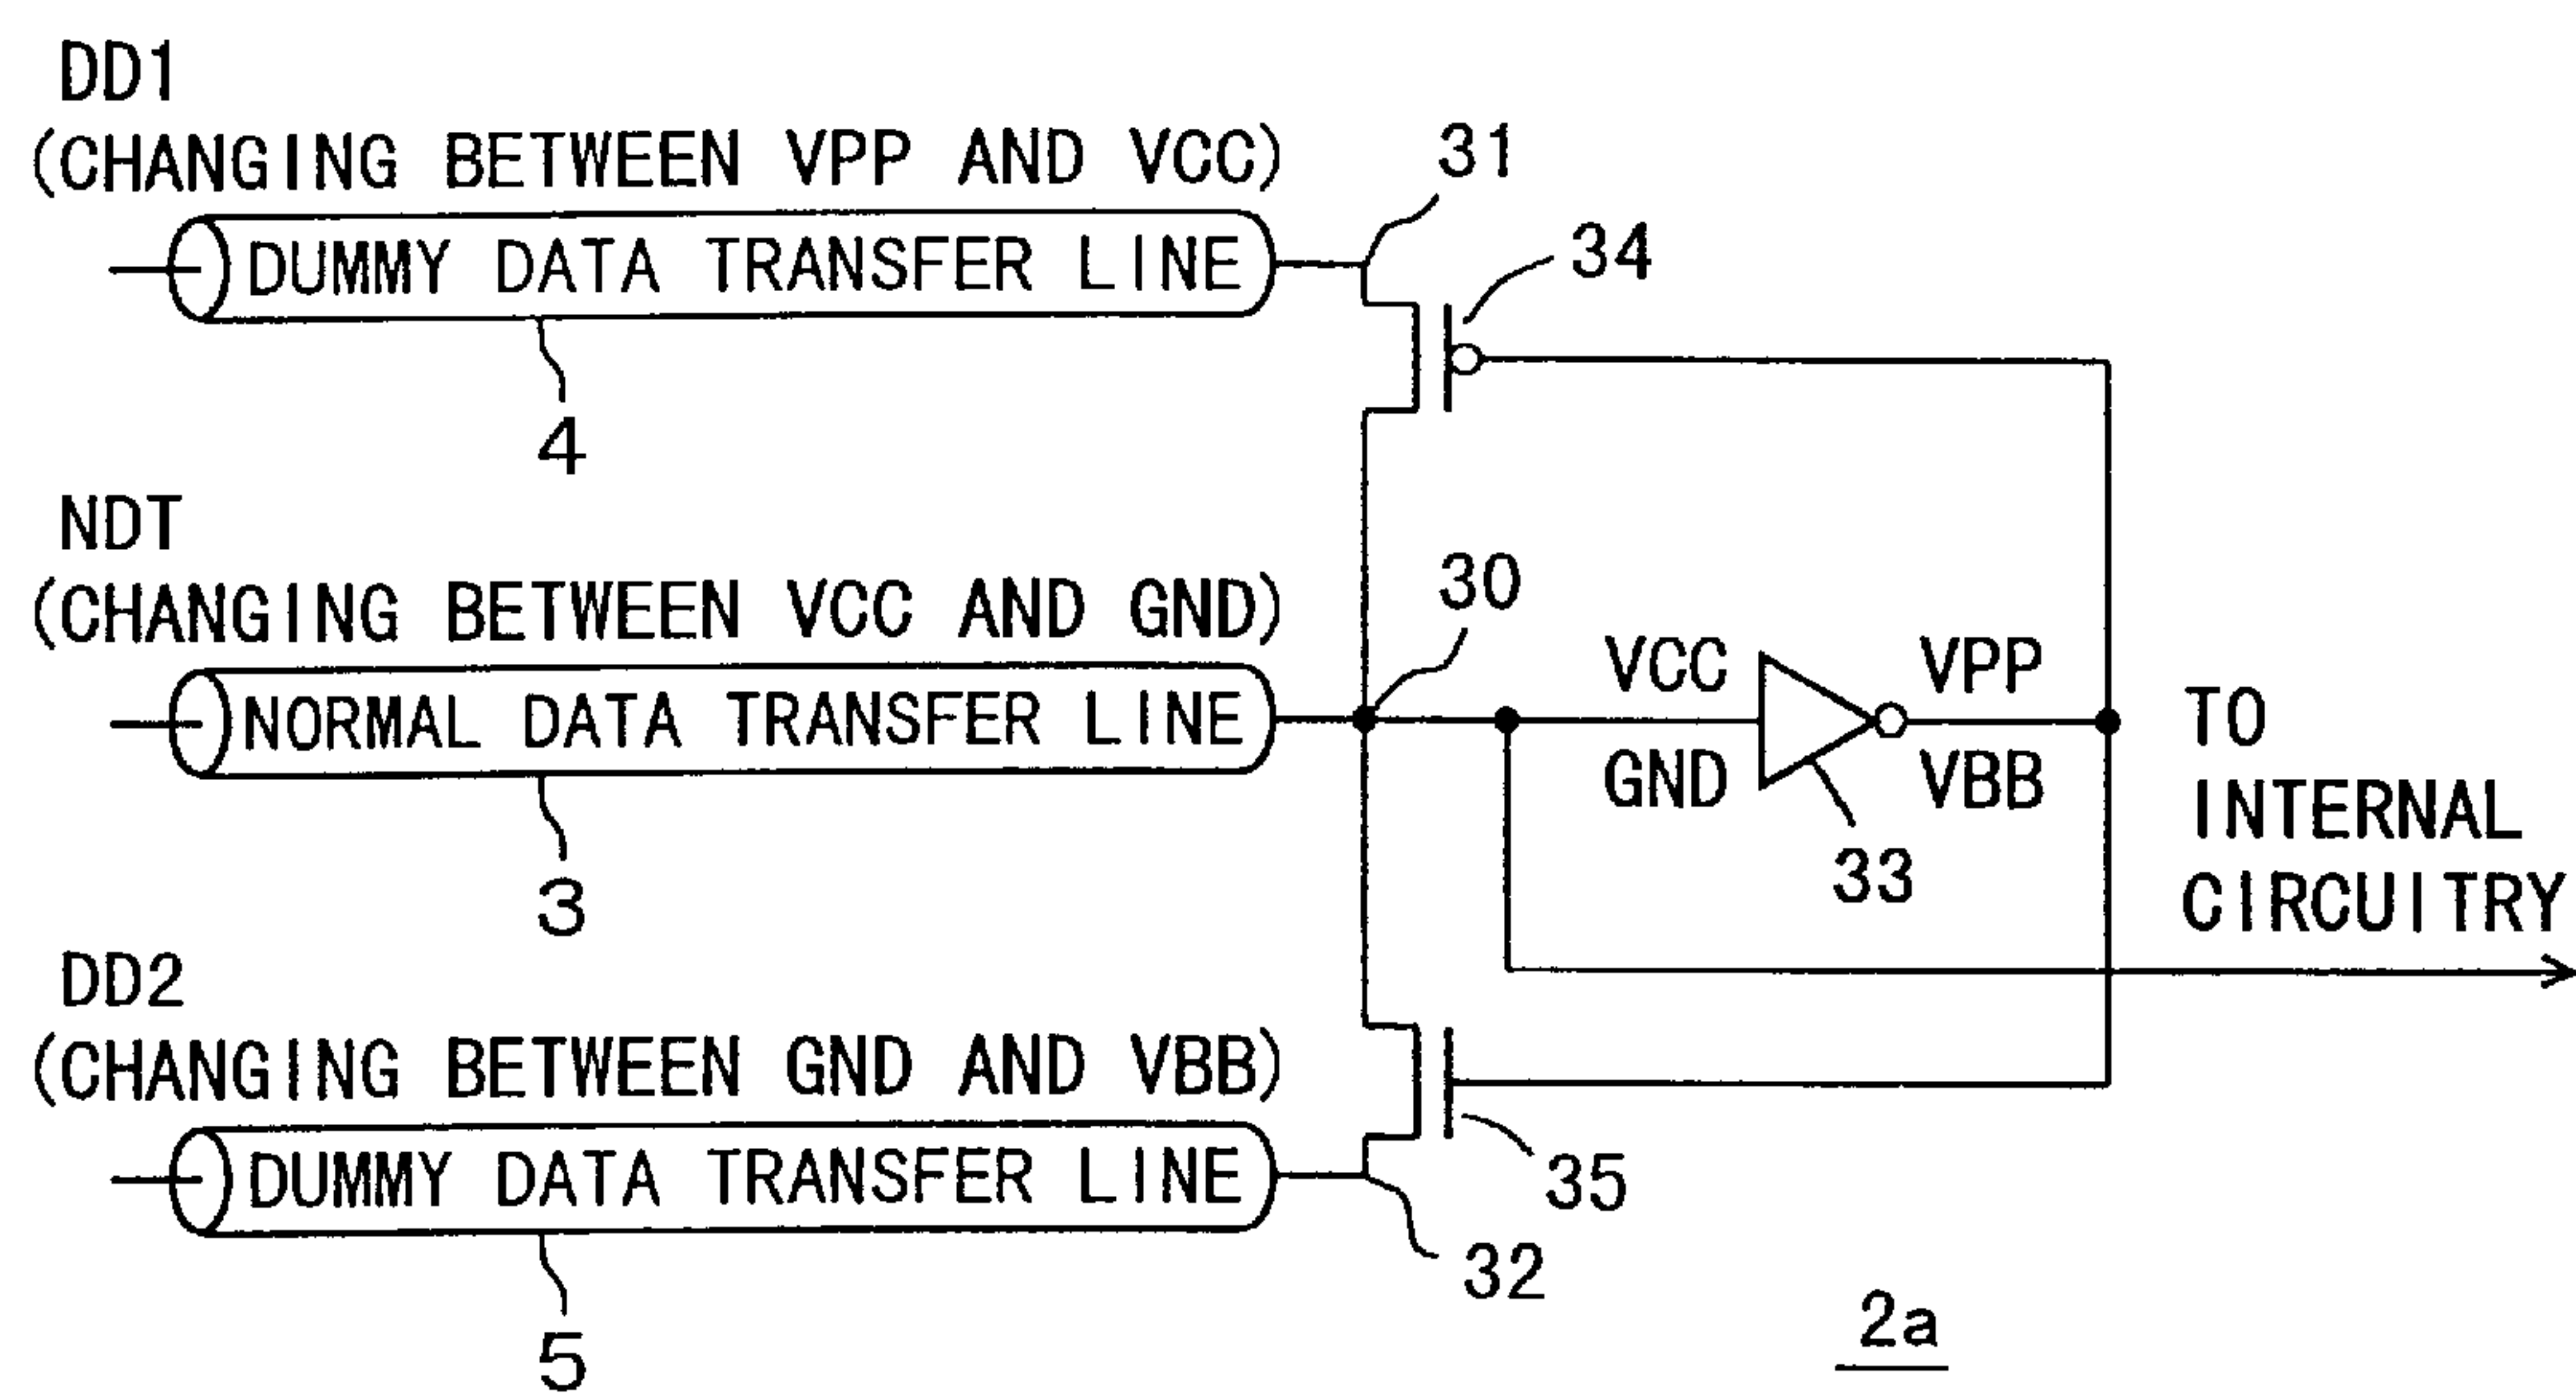 DD1
(CHANGING BETWEEN VPP AND VCC)
31
34
DUMMY DATA TRANSFER LINE
4
NDT
(CHANGING BETWEEN VCC AND GND)
30
NORMAL DATA TRANSFER LINE
VCC
VPP
GND
VBB
33
TO
INTERNAL
CIRCUITRY
3
DD2
(CHANGING BETWEEN GND AND VBB)
35
DUMMY DATA TRANSFER LINE
32
5
2a